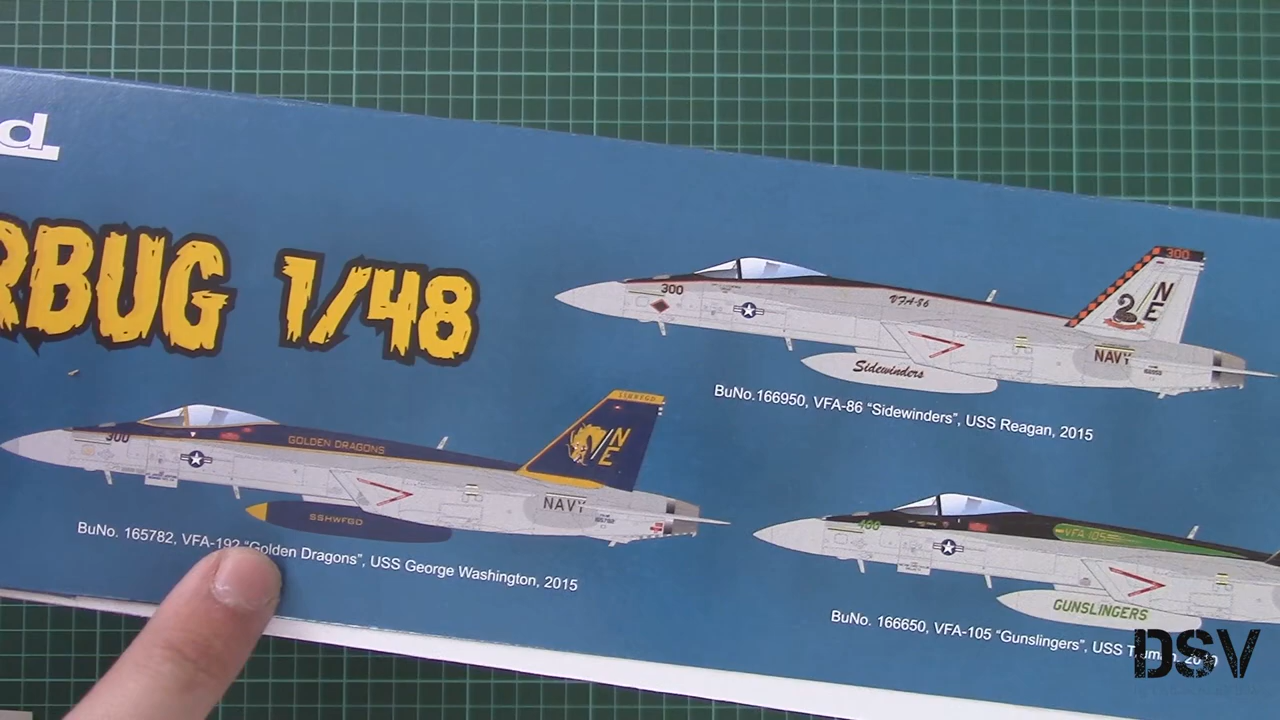 d.
RBUG 1/48
300
300
VFA-86
2
NE
NAVY
Sidewinders
BuNo.166950, VFA-86 “Sidewinders”, USS Reagan, 2015
300
GOLDEN DRAGONS
NE
NAVY
SSHWFGD
BuNo. 165782, VFA-192 “Golden Dragons”, USS George Washington, 2015
400
VFA 105
GUNSLINGERS
BuNo. 166650, VFA-105 “Gunslingers”, USS
DSV